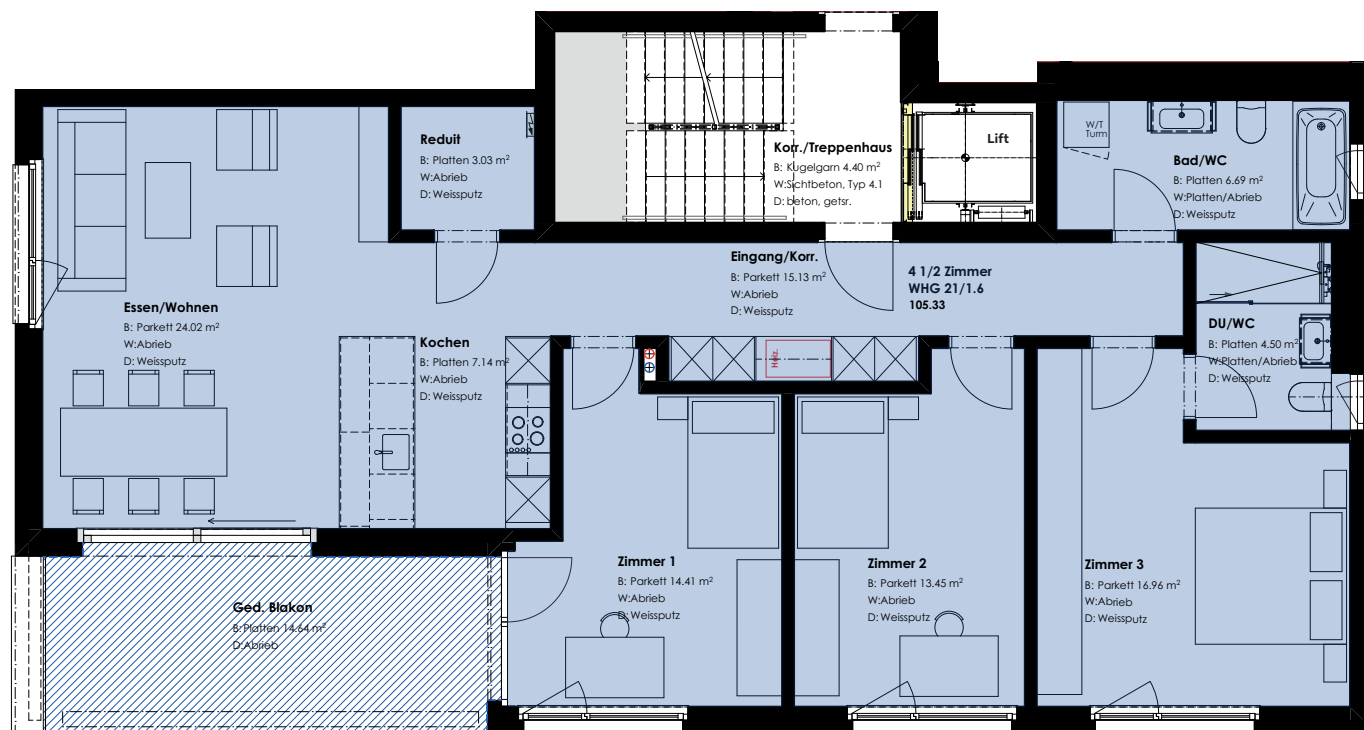 Reduit
B: Platten 3.03 m²
W:Abrieb
D: Weissputz
Korr./Treppenhaus
B: Kugelgarn 4.40 m²
W:Sichtbeton, Typ 4.1
D: beton, getsr.
Lift
W/T
Turm
Bad/WC
B: Platten 6.69 m²
W:Platten/Abrieb
D: Weissputz
Eingang/Korr.
B: Parkett 15.13 m²
W:Abrieb
D: Weissputz
4 1/2 Zimmer
WHG 21/1.6
105.33
Essen/Wohnen
B: Parkett 24.02 m²
W:Abrieb
D: Weissputz
Kochen
B: Platten 7.14 m²
W:Abrieb
D: Weissputz
Holz.
DU/WC
B: Platten 4.50 m²
W:Platten/Abrieb
D: Weissputz
Zimmer 1
B: Parkett 14.41 m²
W:Abrieb
D: Weissputz
Zimmer 2
B: Parkett 13.45 m²
W:Abrieb
D: Weissputz
Zimmer 3
B: Parkett 16.96 m²
W:Abrieb
D: Weissputz
Ged. Blakon
B: Platten 14.64 m²
D:Abrieb